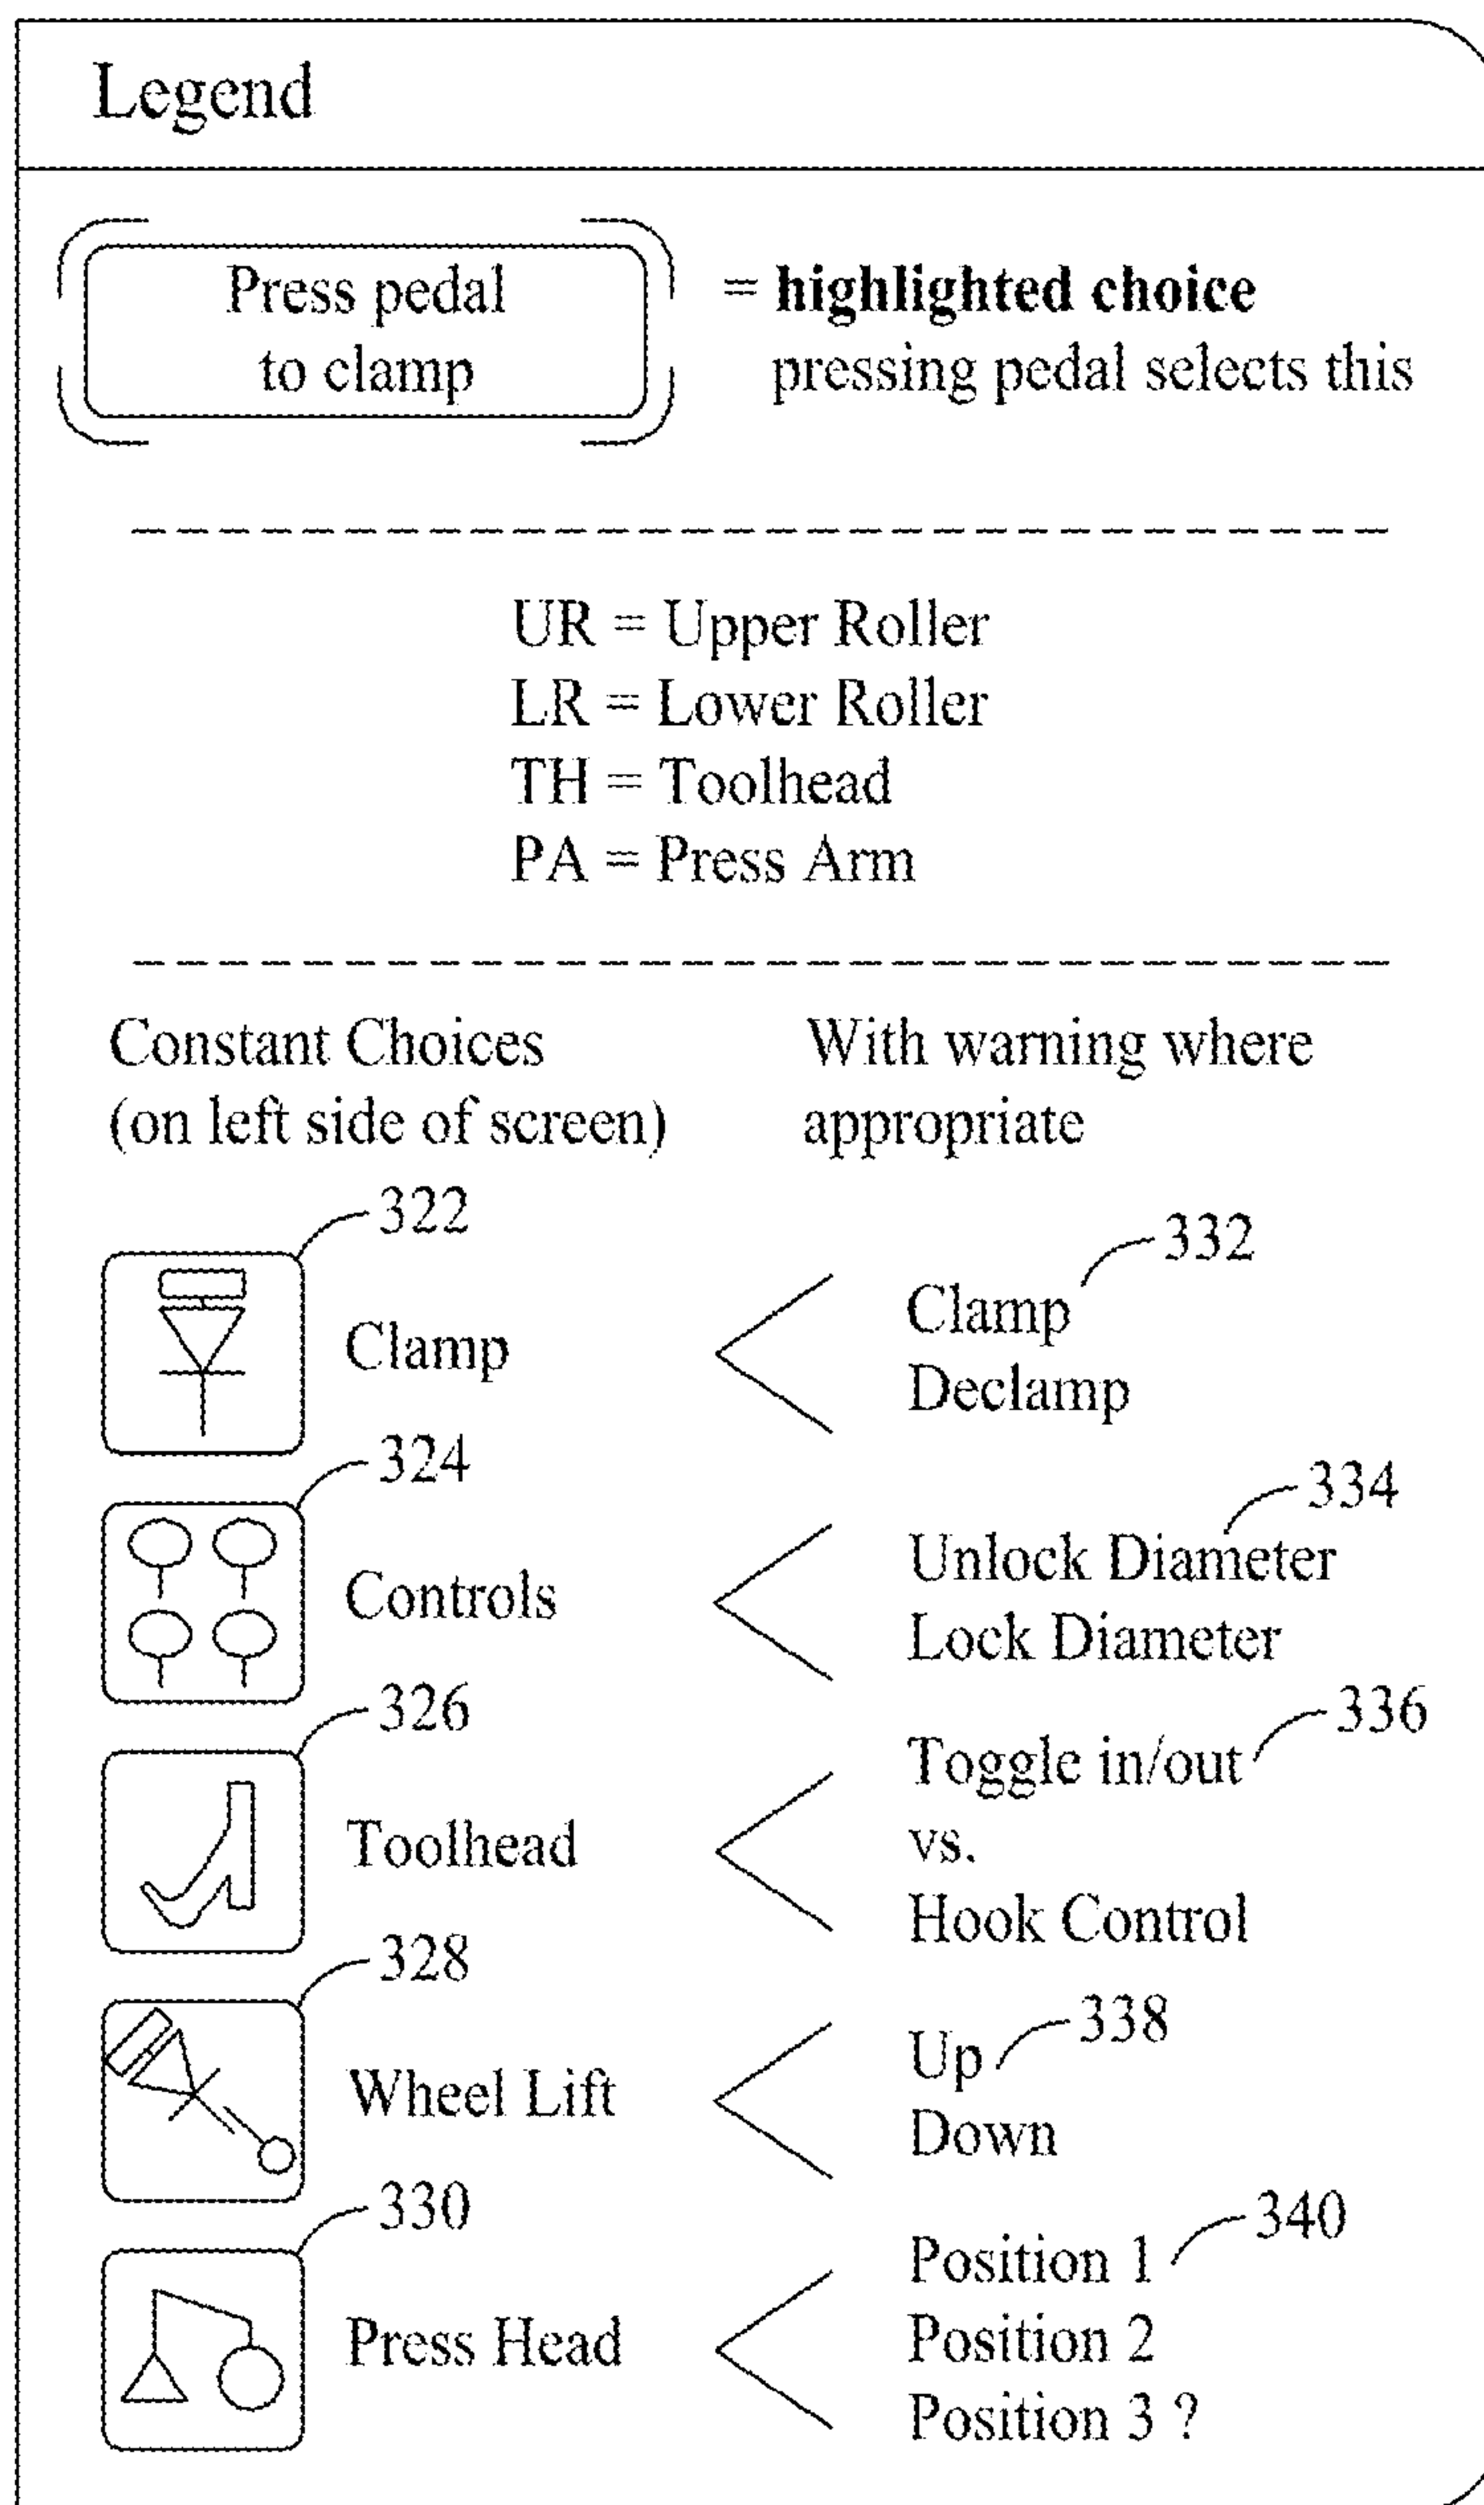 Legend
Press pedal
to clamp
= highlighted choice
pressing pedal selects this
UR = Upper Roller
LR = Lower Roller
TH = Toolhead
PA = Press Arm
Constant Choices
(on left side of screen)
With warning where
appropriate
322
Clamp
332
Clamp
Declamp
324
Controls
334
Unlock Diameter
Lock Diameter
326
Toolhead
336
Toggle in/out
vs.
Hook Control
328
Wheel Lift
338
Up
Down
330
Press Head
340
Position 1
Position 2
Position 3 ?